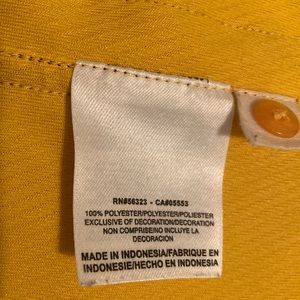 RN#56323 - CA#05553
100% POLYESTER/POLYESTER/POLIESTER
EXCLUSIVE OF DECORATION/DECORATION
NON COMPRISE/NO INCLUYE LA
DECORACION
MADE IN INDONESIA/FABRIQUE EN
INDONESIE/HECHO EN INDONESIA